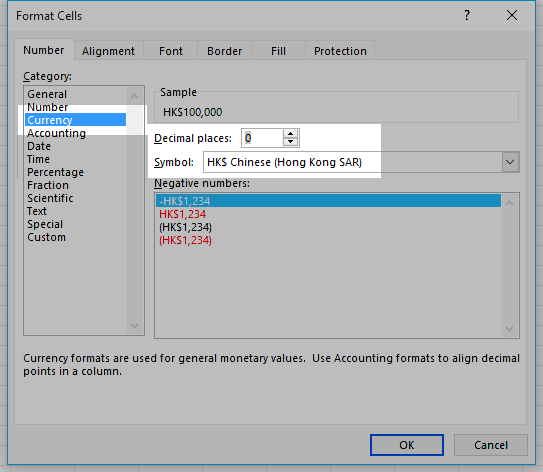 Format Cells
Number Alignment Font Border Fill Protection
Category:
General
Number
Currency
Accounting
Date
Time
Percentage
Fraction
Scientific
Text
Special
Custom
Sample
HK$100,000
Decimal places: 0
Symbol: HK$ Chinese (Hong Kong SAR)
Negative numbers:
-HK$1,234
HK$1,234
(HK$1,234)
(HK$1,234)
Currency formats are used for general monetary values. Use Accounting formats to align decimal
points in a column.
OK Cancel